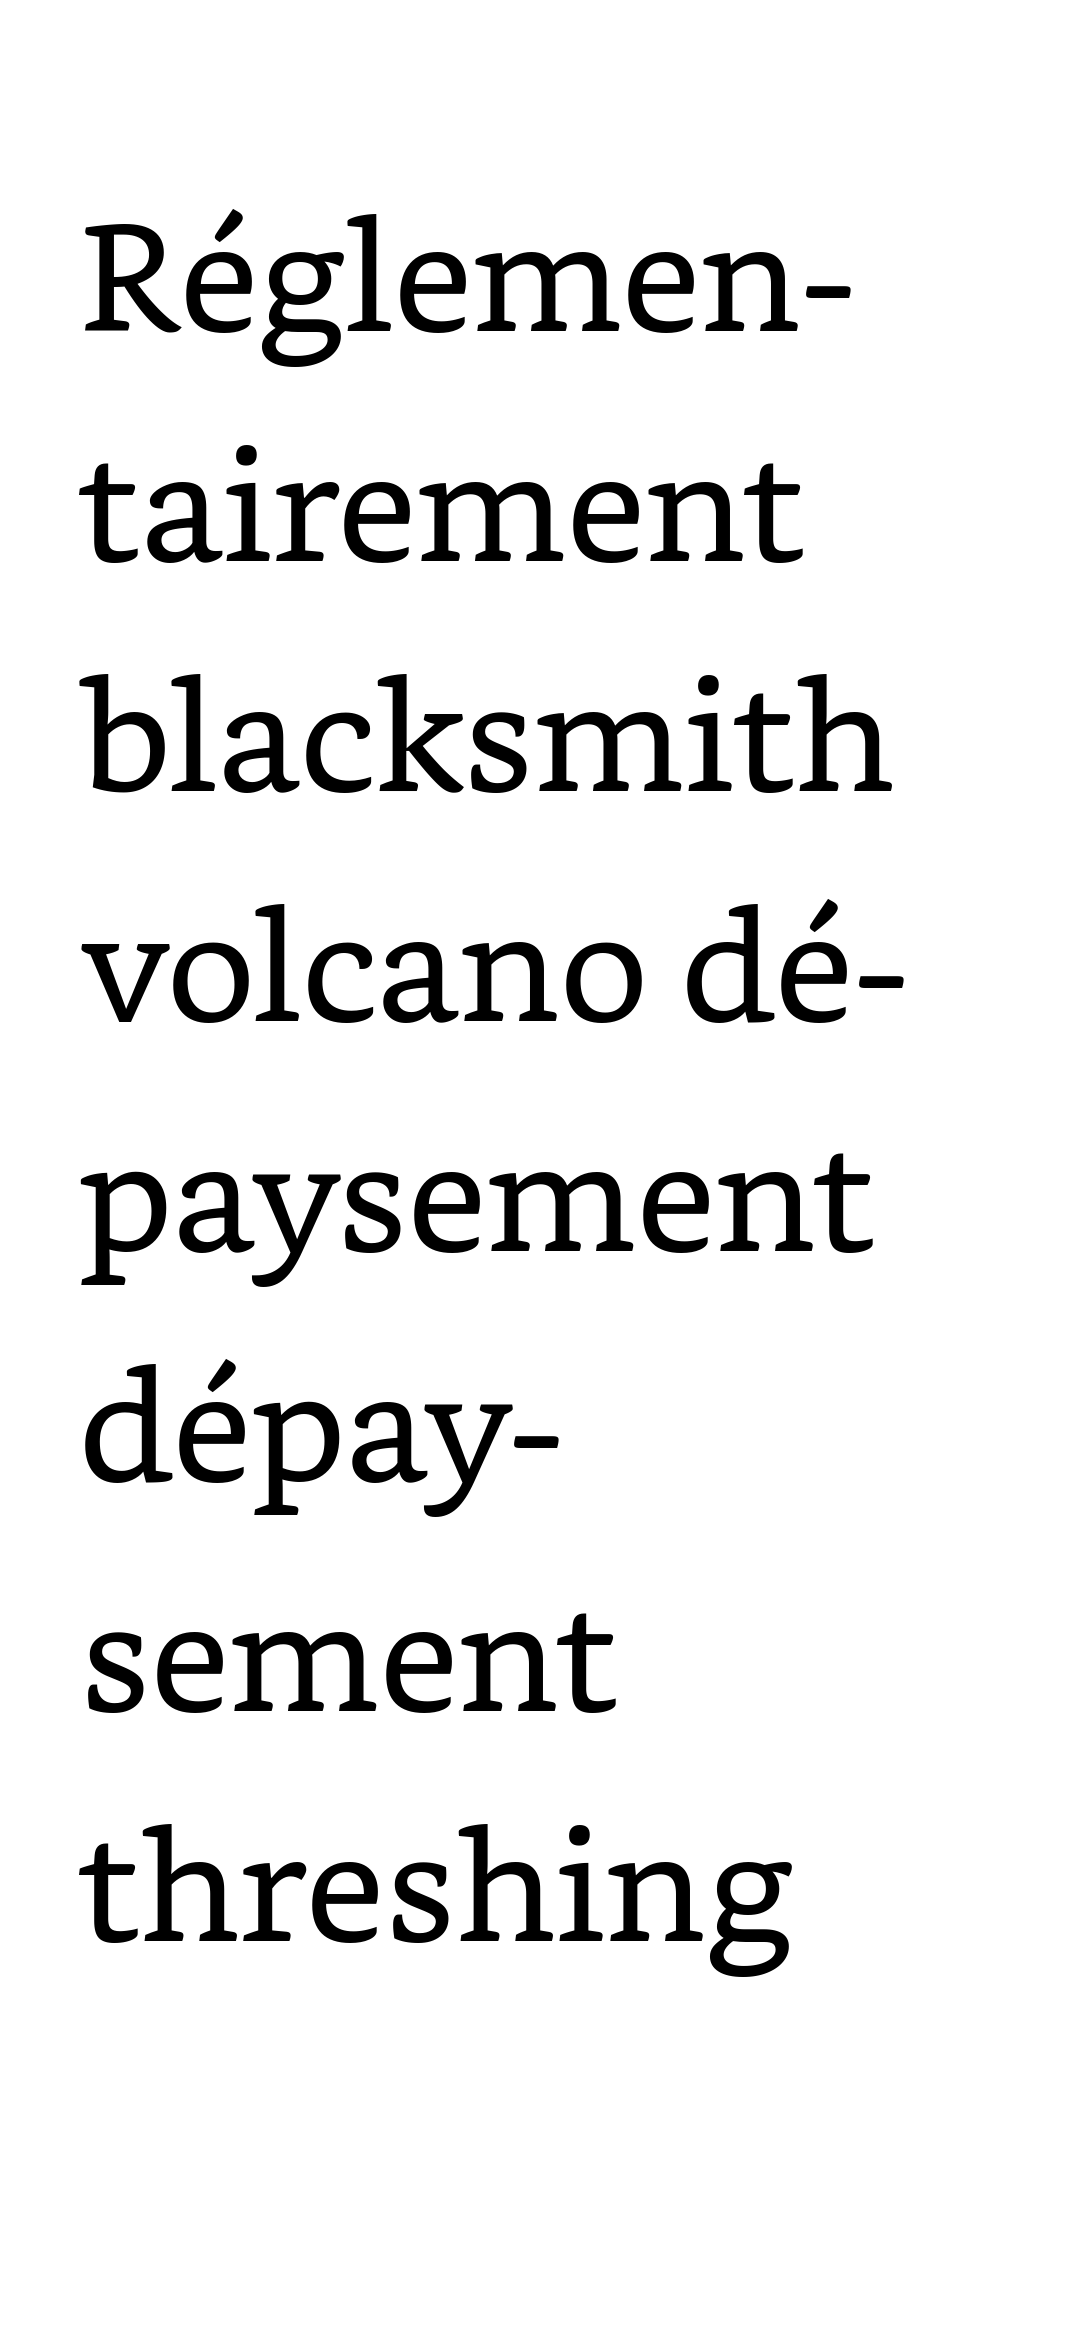 Réglemen-
tairement
blacksmith
volcano dé-
paysement
dépay-
sement
threshing